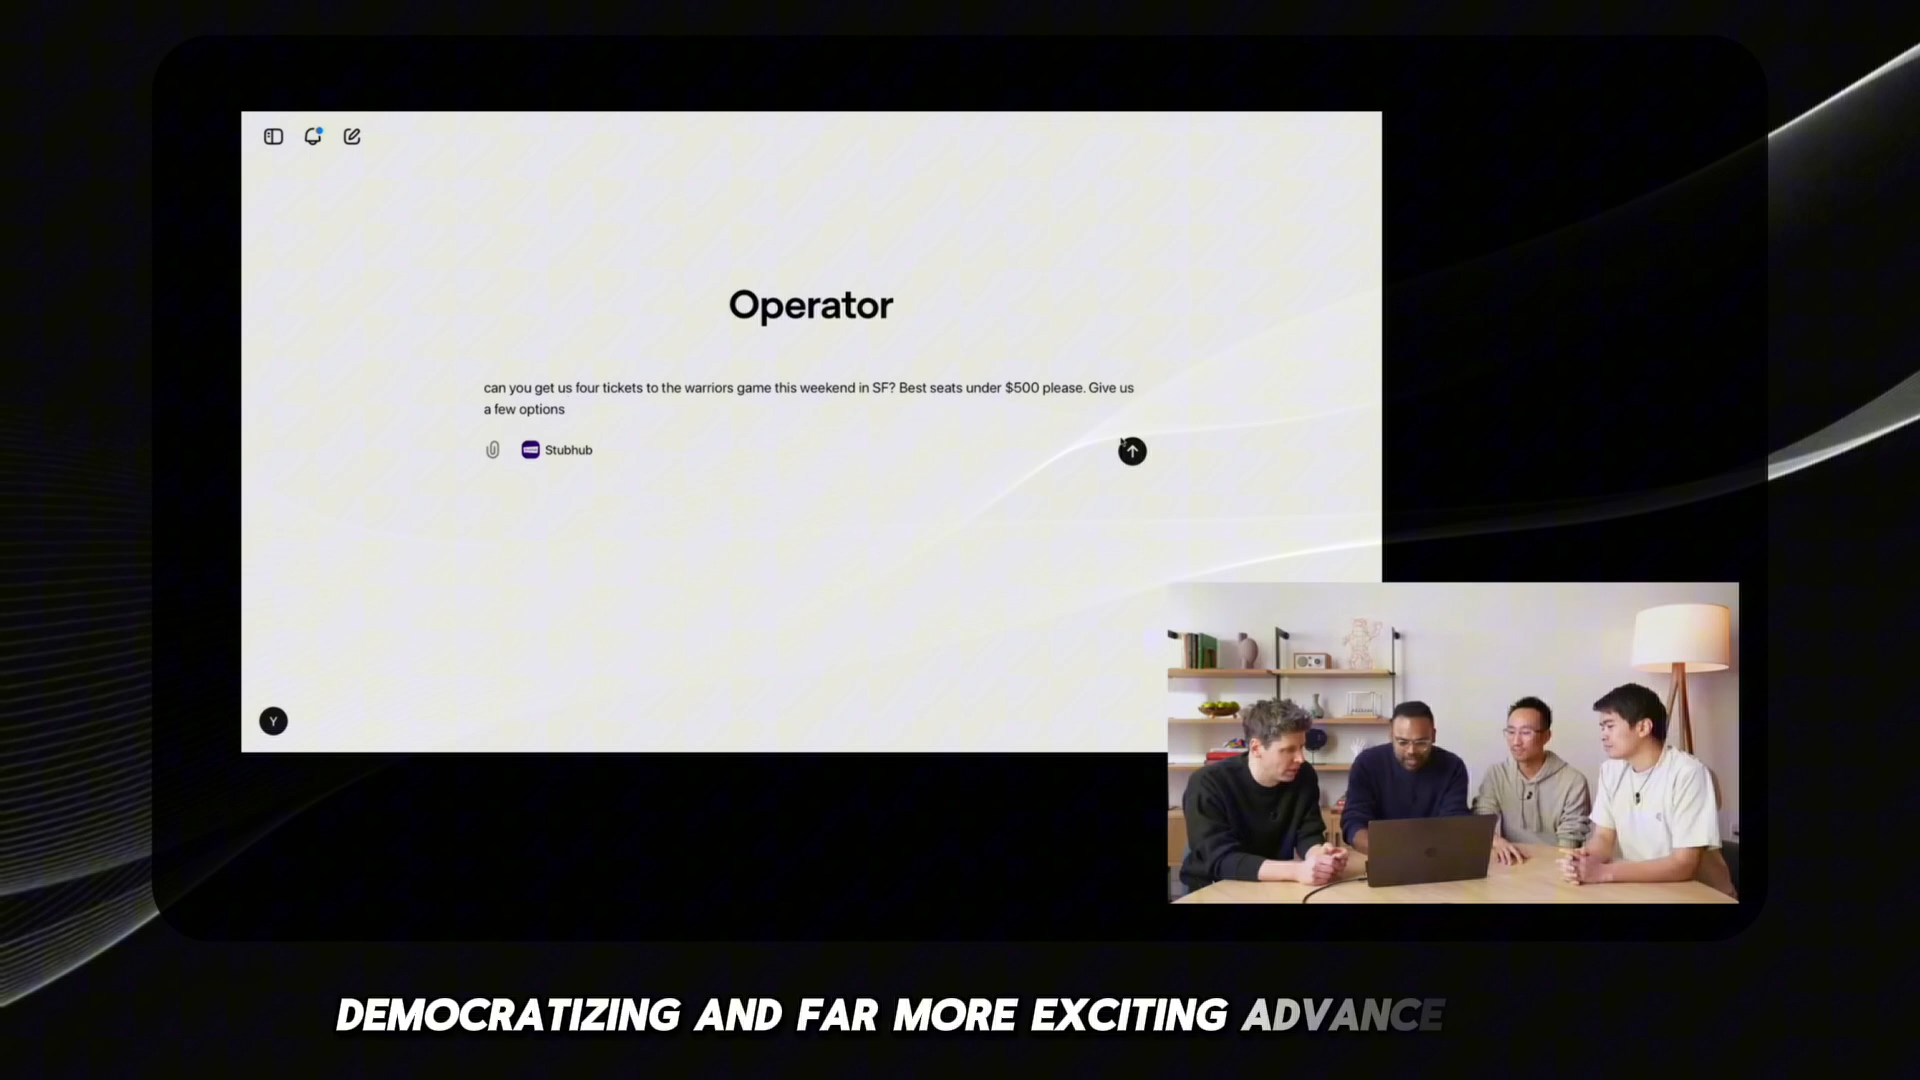 Operator
can you get us four tickets to the warriors game this weekend in SF? Best seats under $500 please. Give us
a few options
Stubhub
Y
DEMOCRATIZING AND FAR MORE EXCITING ADVANCE